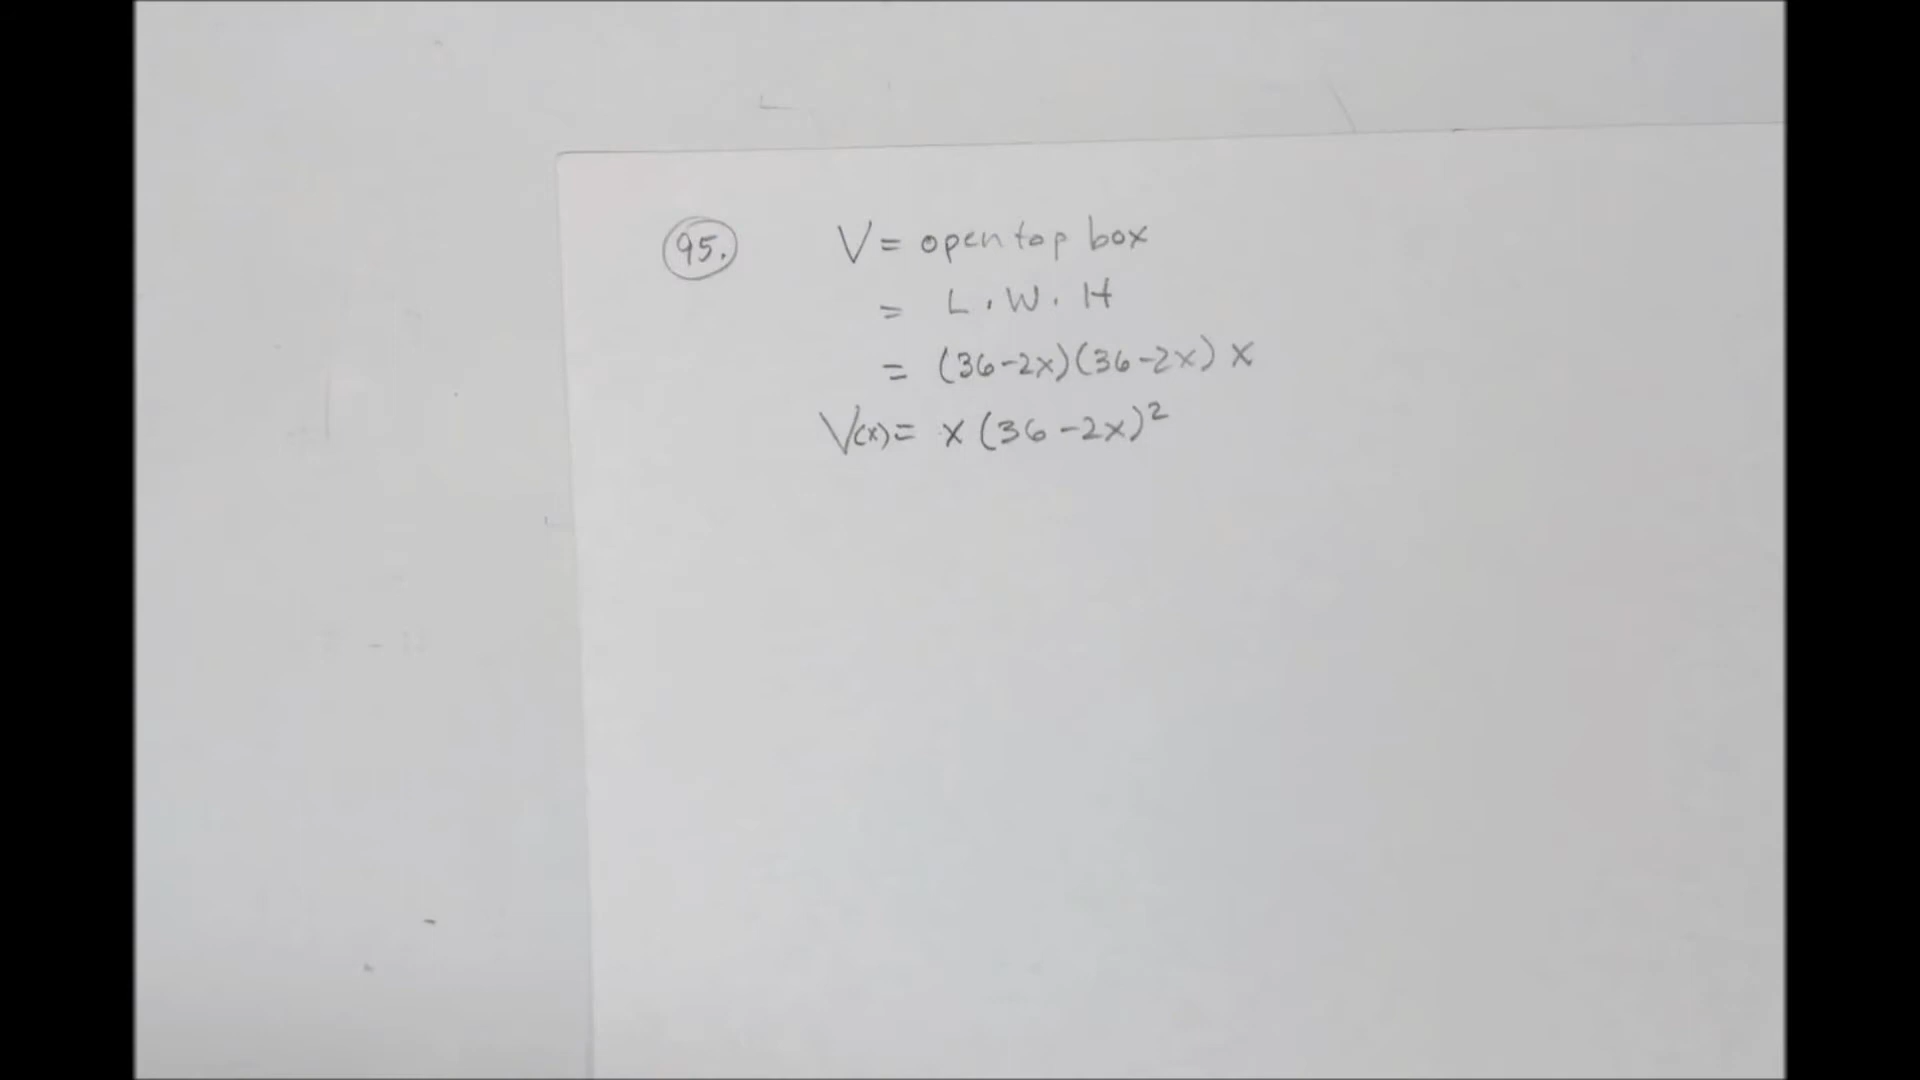 95. V = open top box
= L . W . H
= (36-2x)(36-2x) x
V(x) = x (36-2x)²